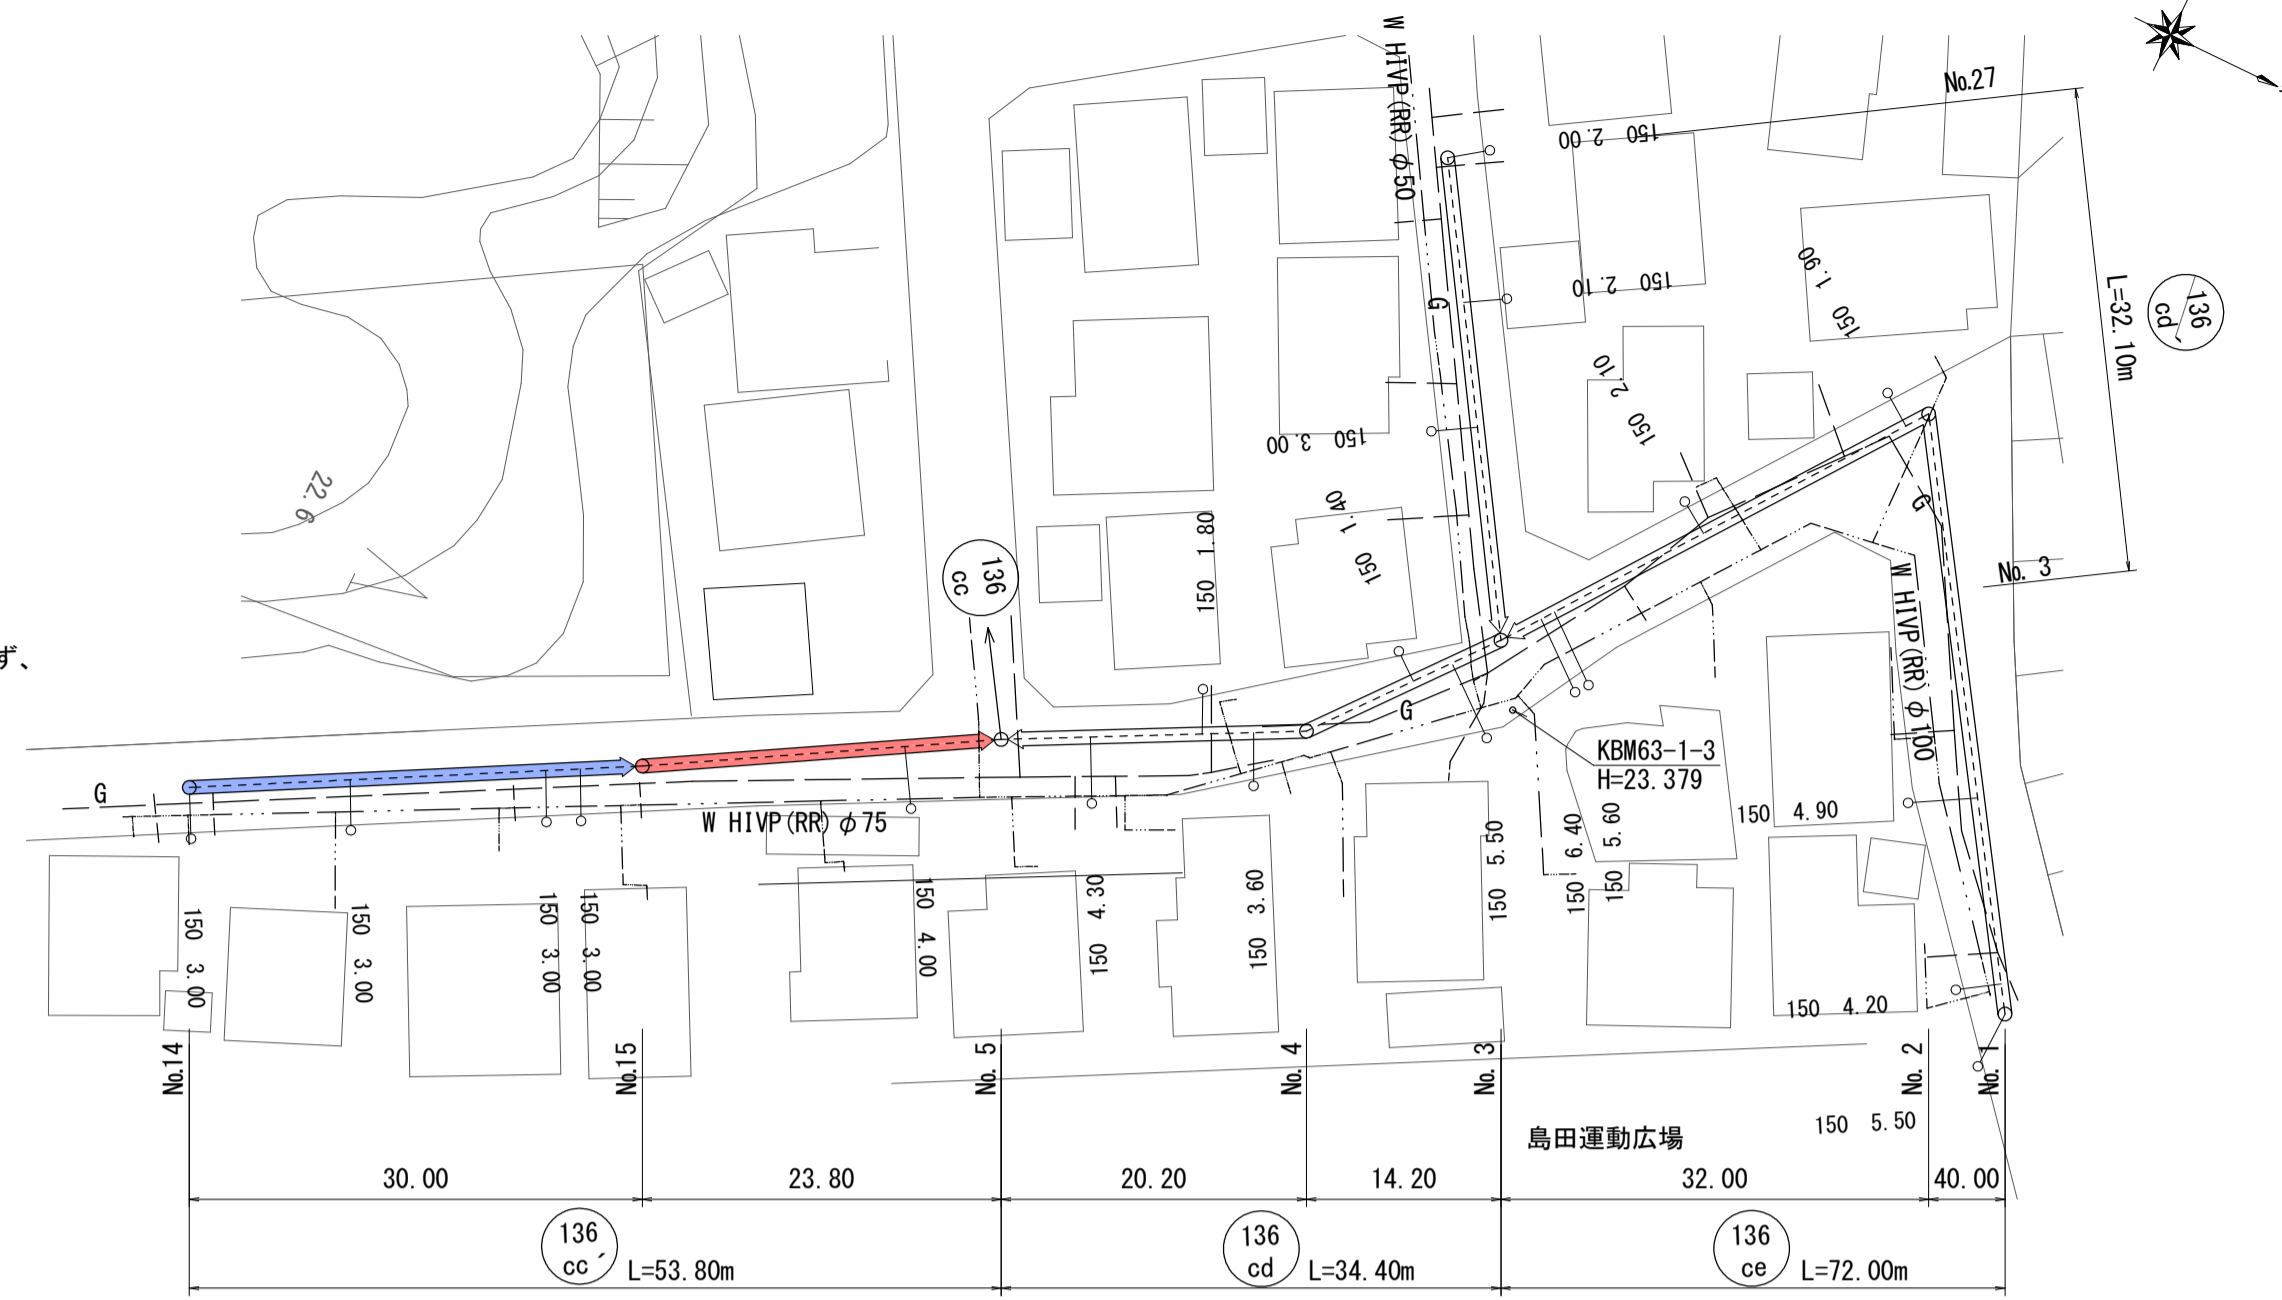 W HIVP(RR) φ50
No.27
150 2.00
136
cd´
L=32.10m
150 2.10
G
150 1.90
150 2.10
150 3.00
22.6
150 1.40
150 1.80
136
cc
G
No. 3
W HIVP(RR) φ100
ず、
G
KBM63-1-3
H=23.379
G
W HIVP(RR) φ75
150 4.90
150 5.50
150 6.40
150 5.60
150 3.00
150 3.00
150 3.00
150 3.00
150 4.00
150 4.30
150 3.60
150 4.20
No.14
No.15
No. 5
No. 4
No. 3
No. 2
No. 1
島田運動広場
150 5.50
30.00
23.80
20.20
14.20
32.00
40.00
136
cc´
L=53.80m
136
cd
L=34.40m
136
ce
L=72.00m